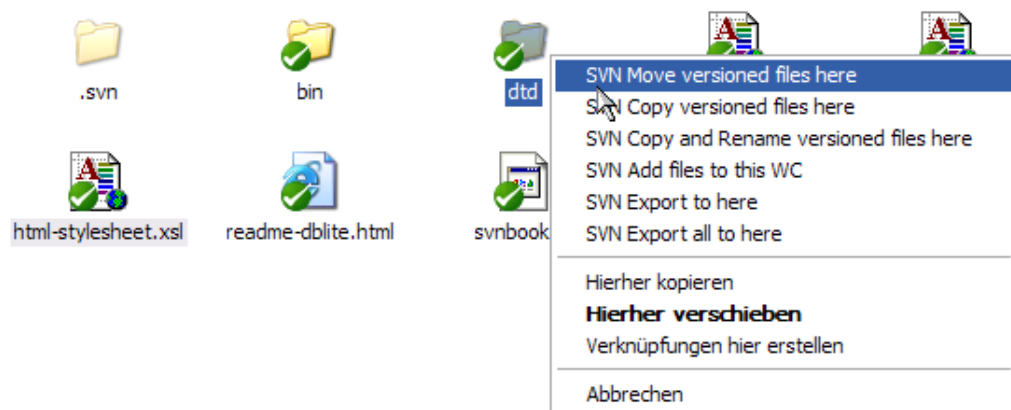 .svn
bin
dtd
html-stylesheet.xsl
readme-dblite.html
svnbook
SVN Move versioned files here
SVN Copy versioned files here
SVN Copy and Rename versioned files here
SVN Add files to this WC
SVN Export to here
SVN Export all to here
Hierher kopieren
Hierher verschieben
Verknüpfungen hier erstellen
Abbrechen